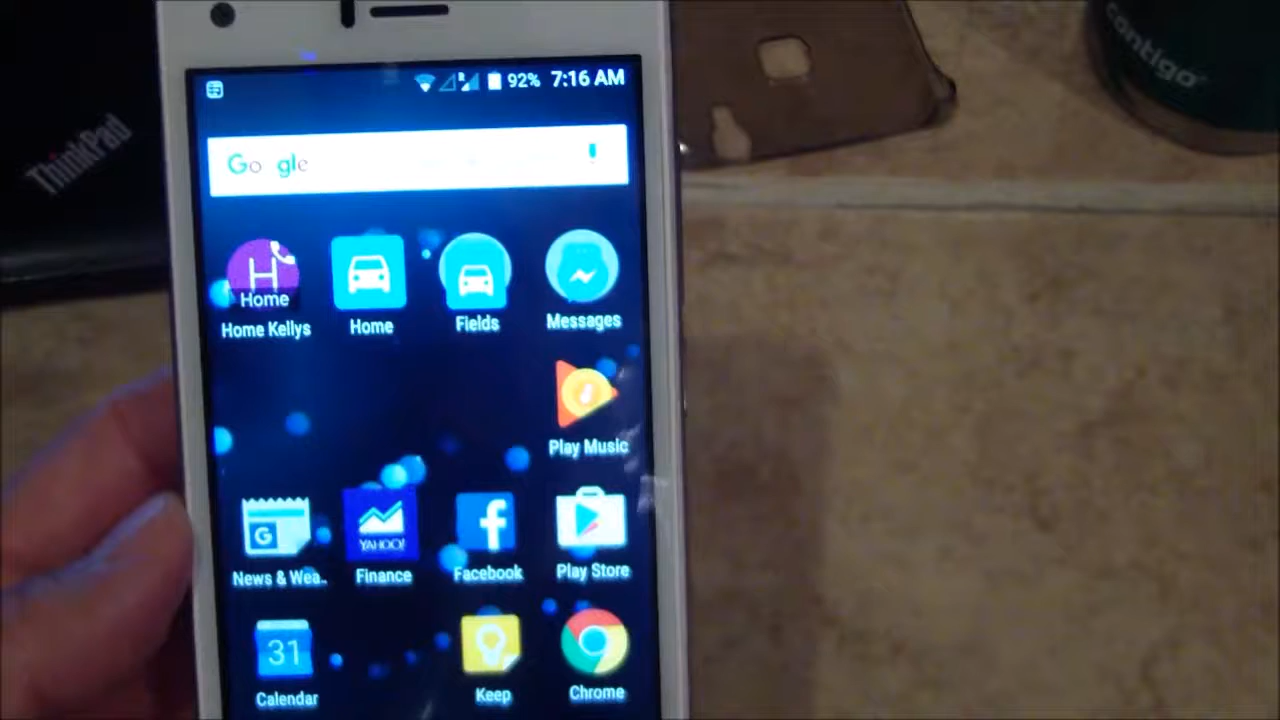 ThinkPad
contigo
92% 7:16 AM
Google
H
Home
Home Kellys
Home
Fields
Messages
Play Music
G
YAHOO!
News & Wea..
Finance
Facebook
Play Store
31
Calendar
Keep
Chrome